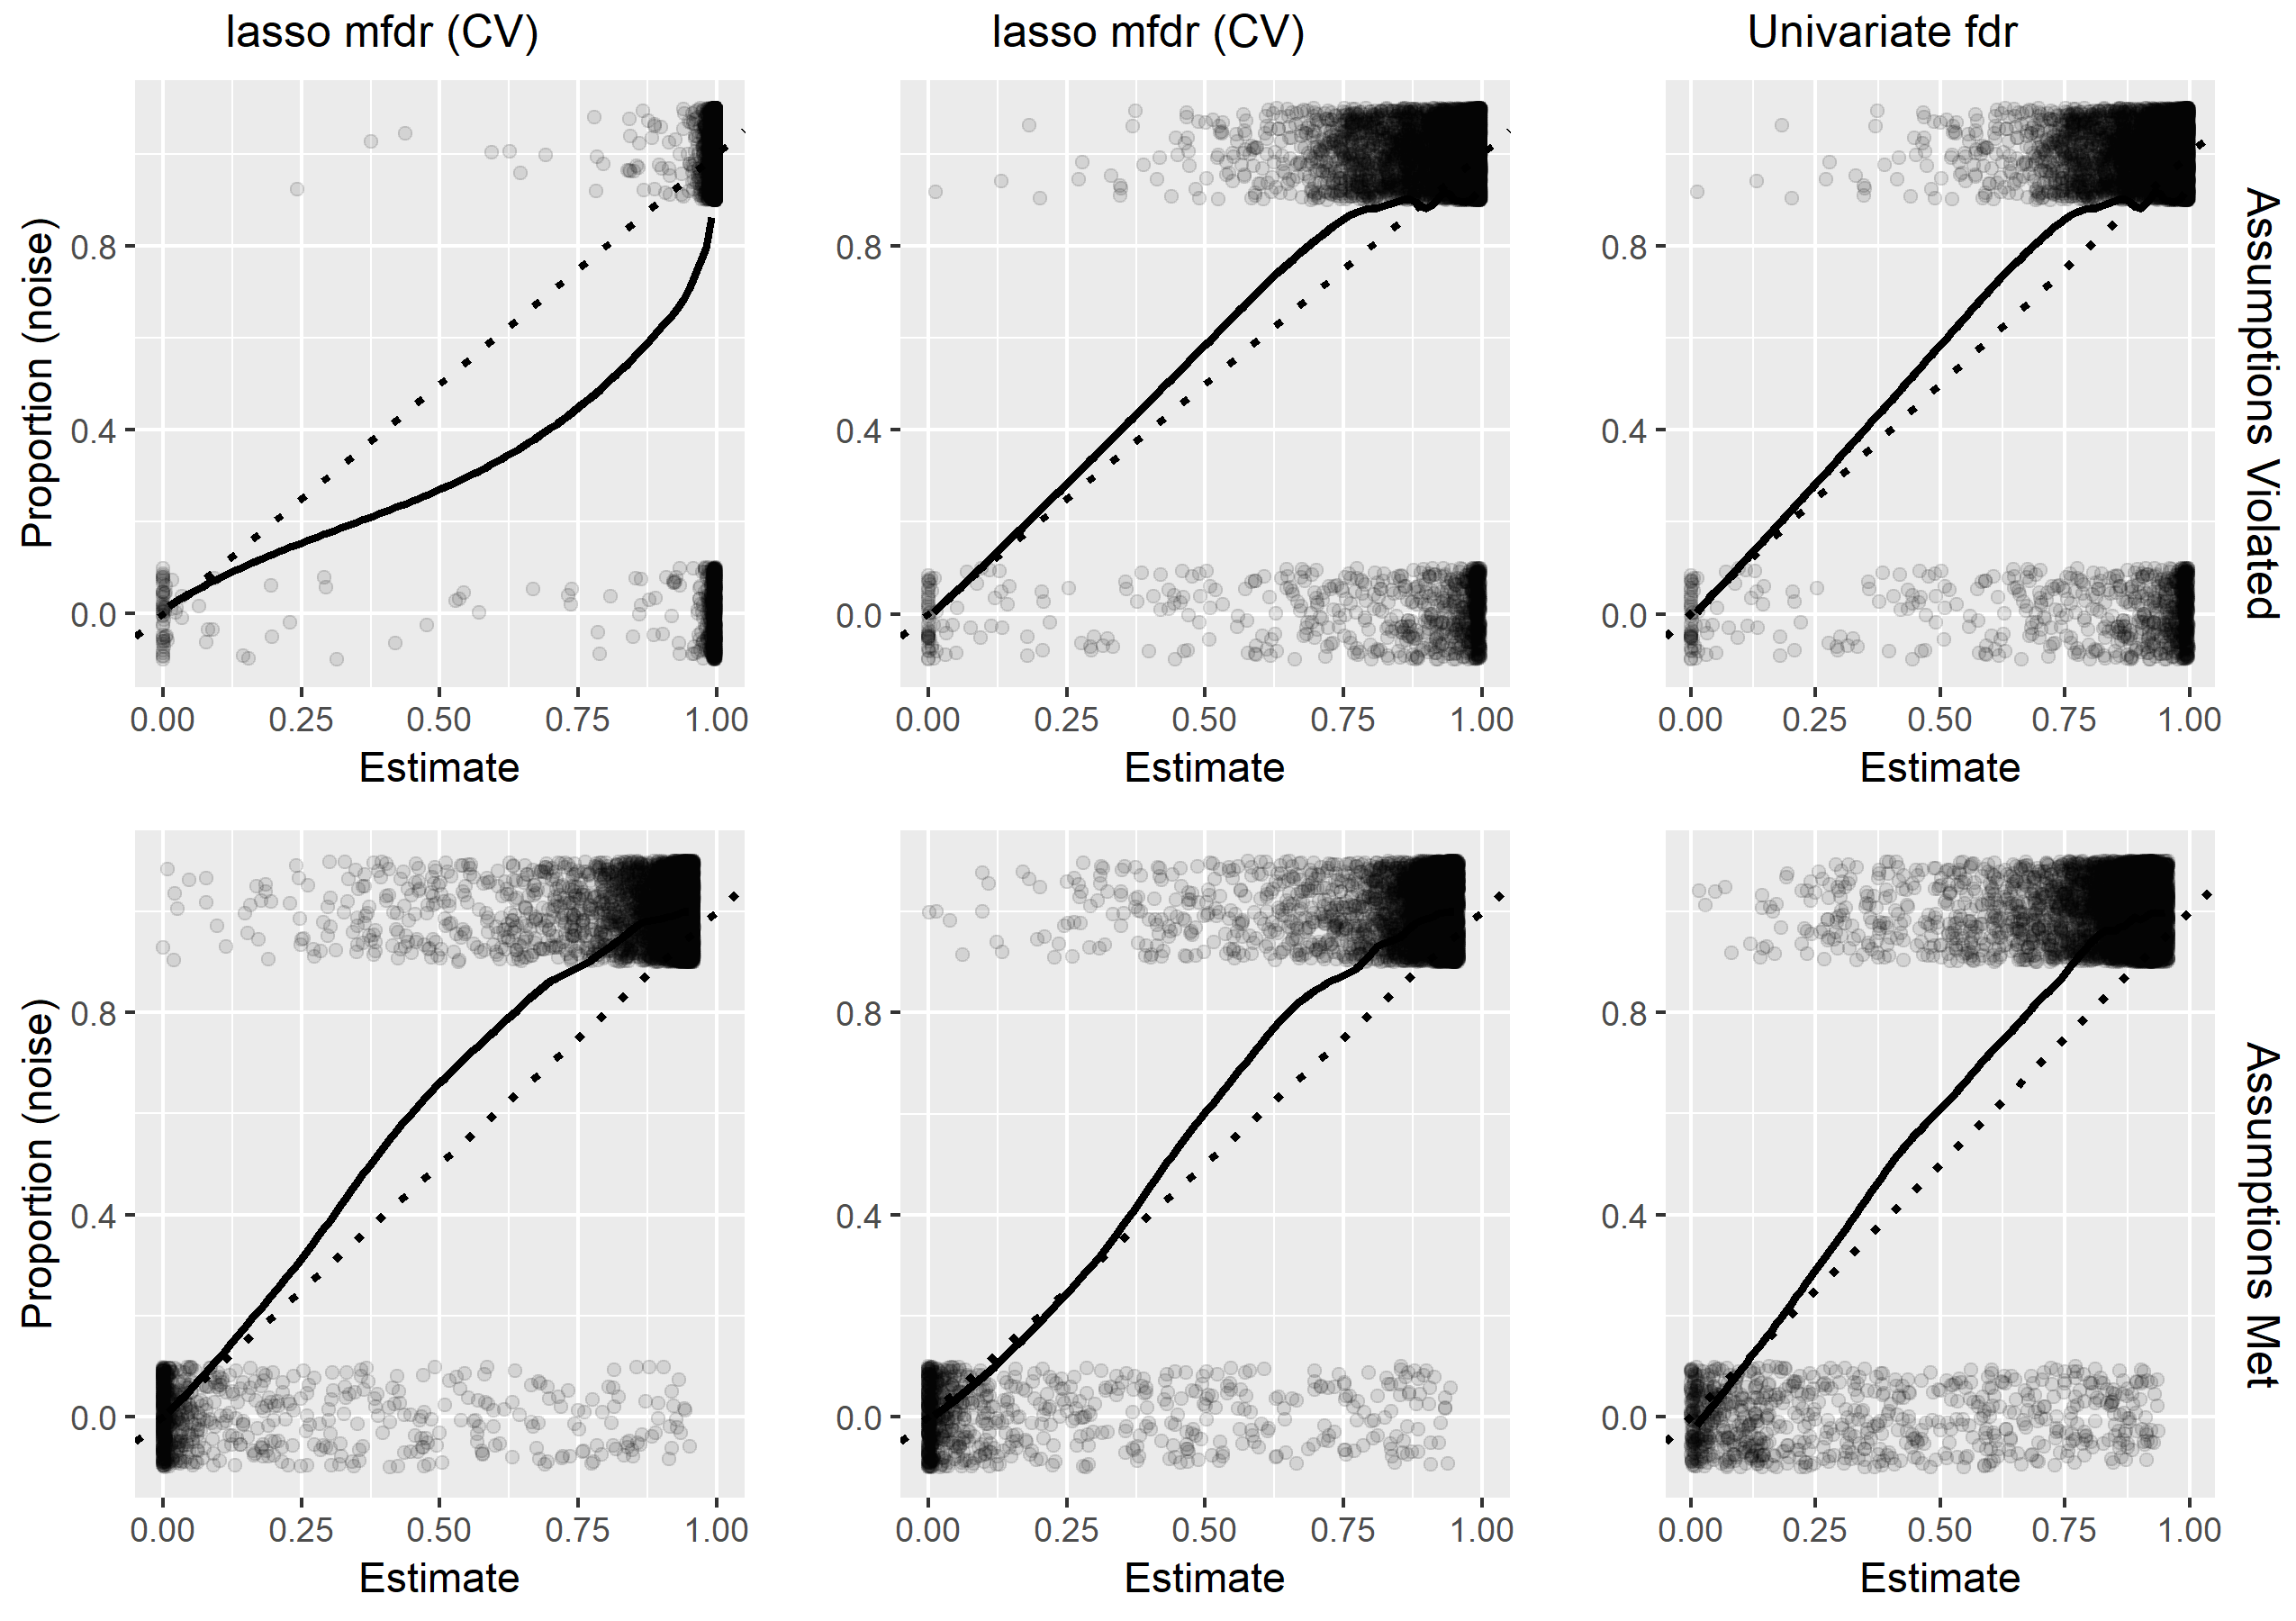 lasso mfdr (CV) lasso mfdr (CV) Univariate fdr
Proportion (noise)
0.8 0.8 0.8
0.4 0.4 0.4
0.0 0.0 0.0
0.00 0.25 0.50 0.75 1.00 0.00 0.25 0.50 0.75 1.00 0.00 0.25 0.50 0.75 1.00
Estimate Estimate Estimate
Assumptions Violated
Proportion (noise)
0.8 0.8 0.8
0.4 0.4 0.4
0.0 0.0 0.0
0.00 0.25 0.50 0.75 1.00 0.00 0.25 0.50 0.75 1.00 0.00 0.25 0.50 0.75 1.00
Estimate Estimate Estimate
Assumptions Met